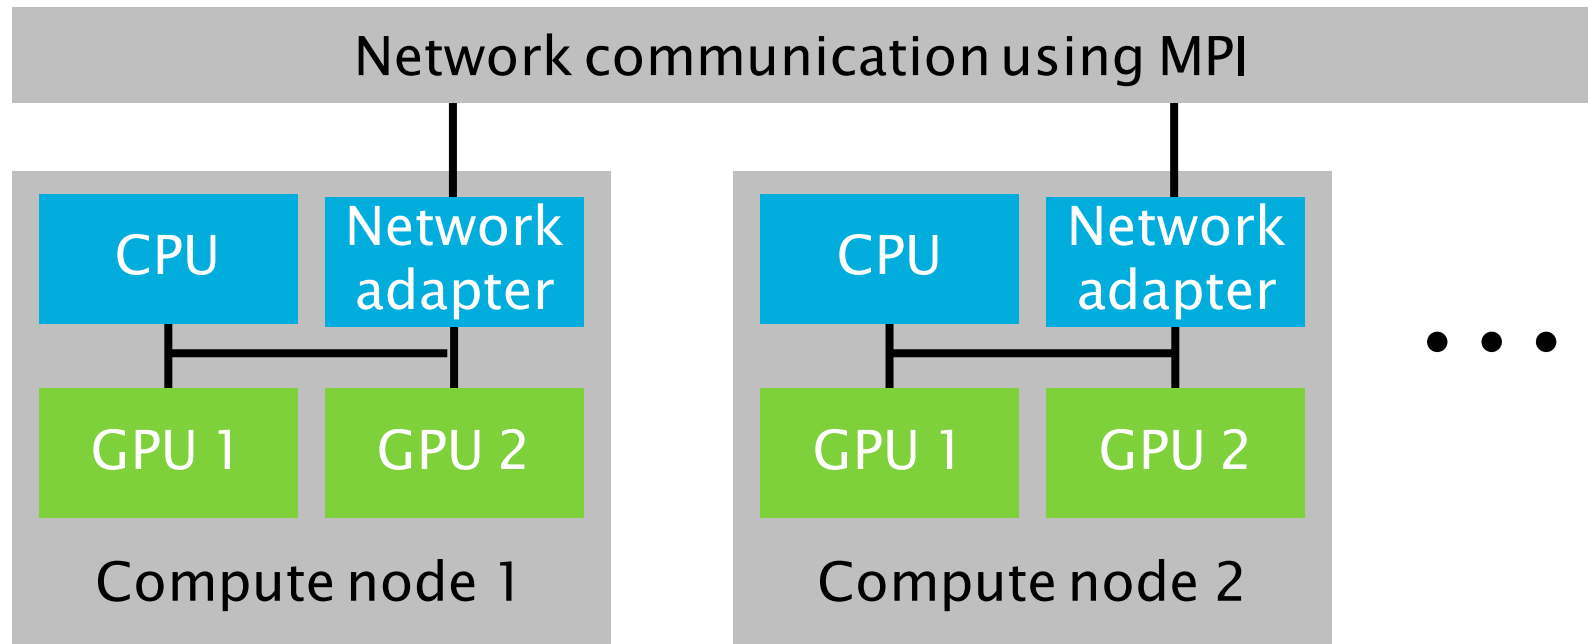 Network communication using MPI
CPU
Network
adapter
GPU 1
GPU 2
Compute node 1
CPU
Network
adapter
GPU 1
GPU 2
Compute node 2
• • •